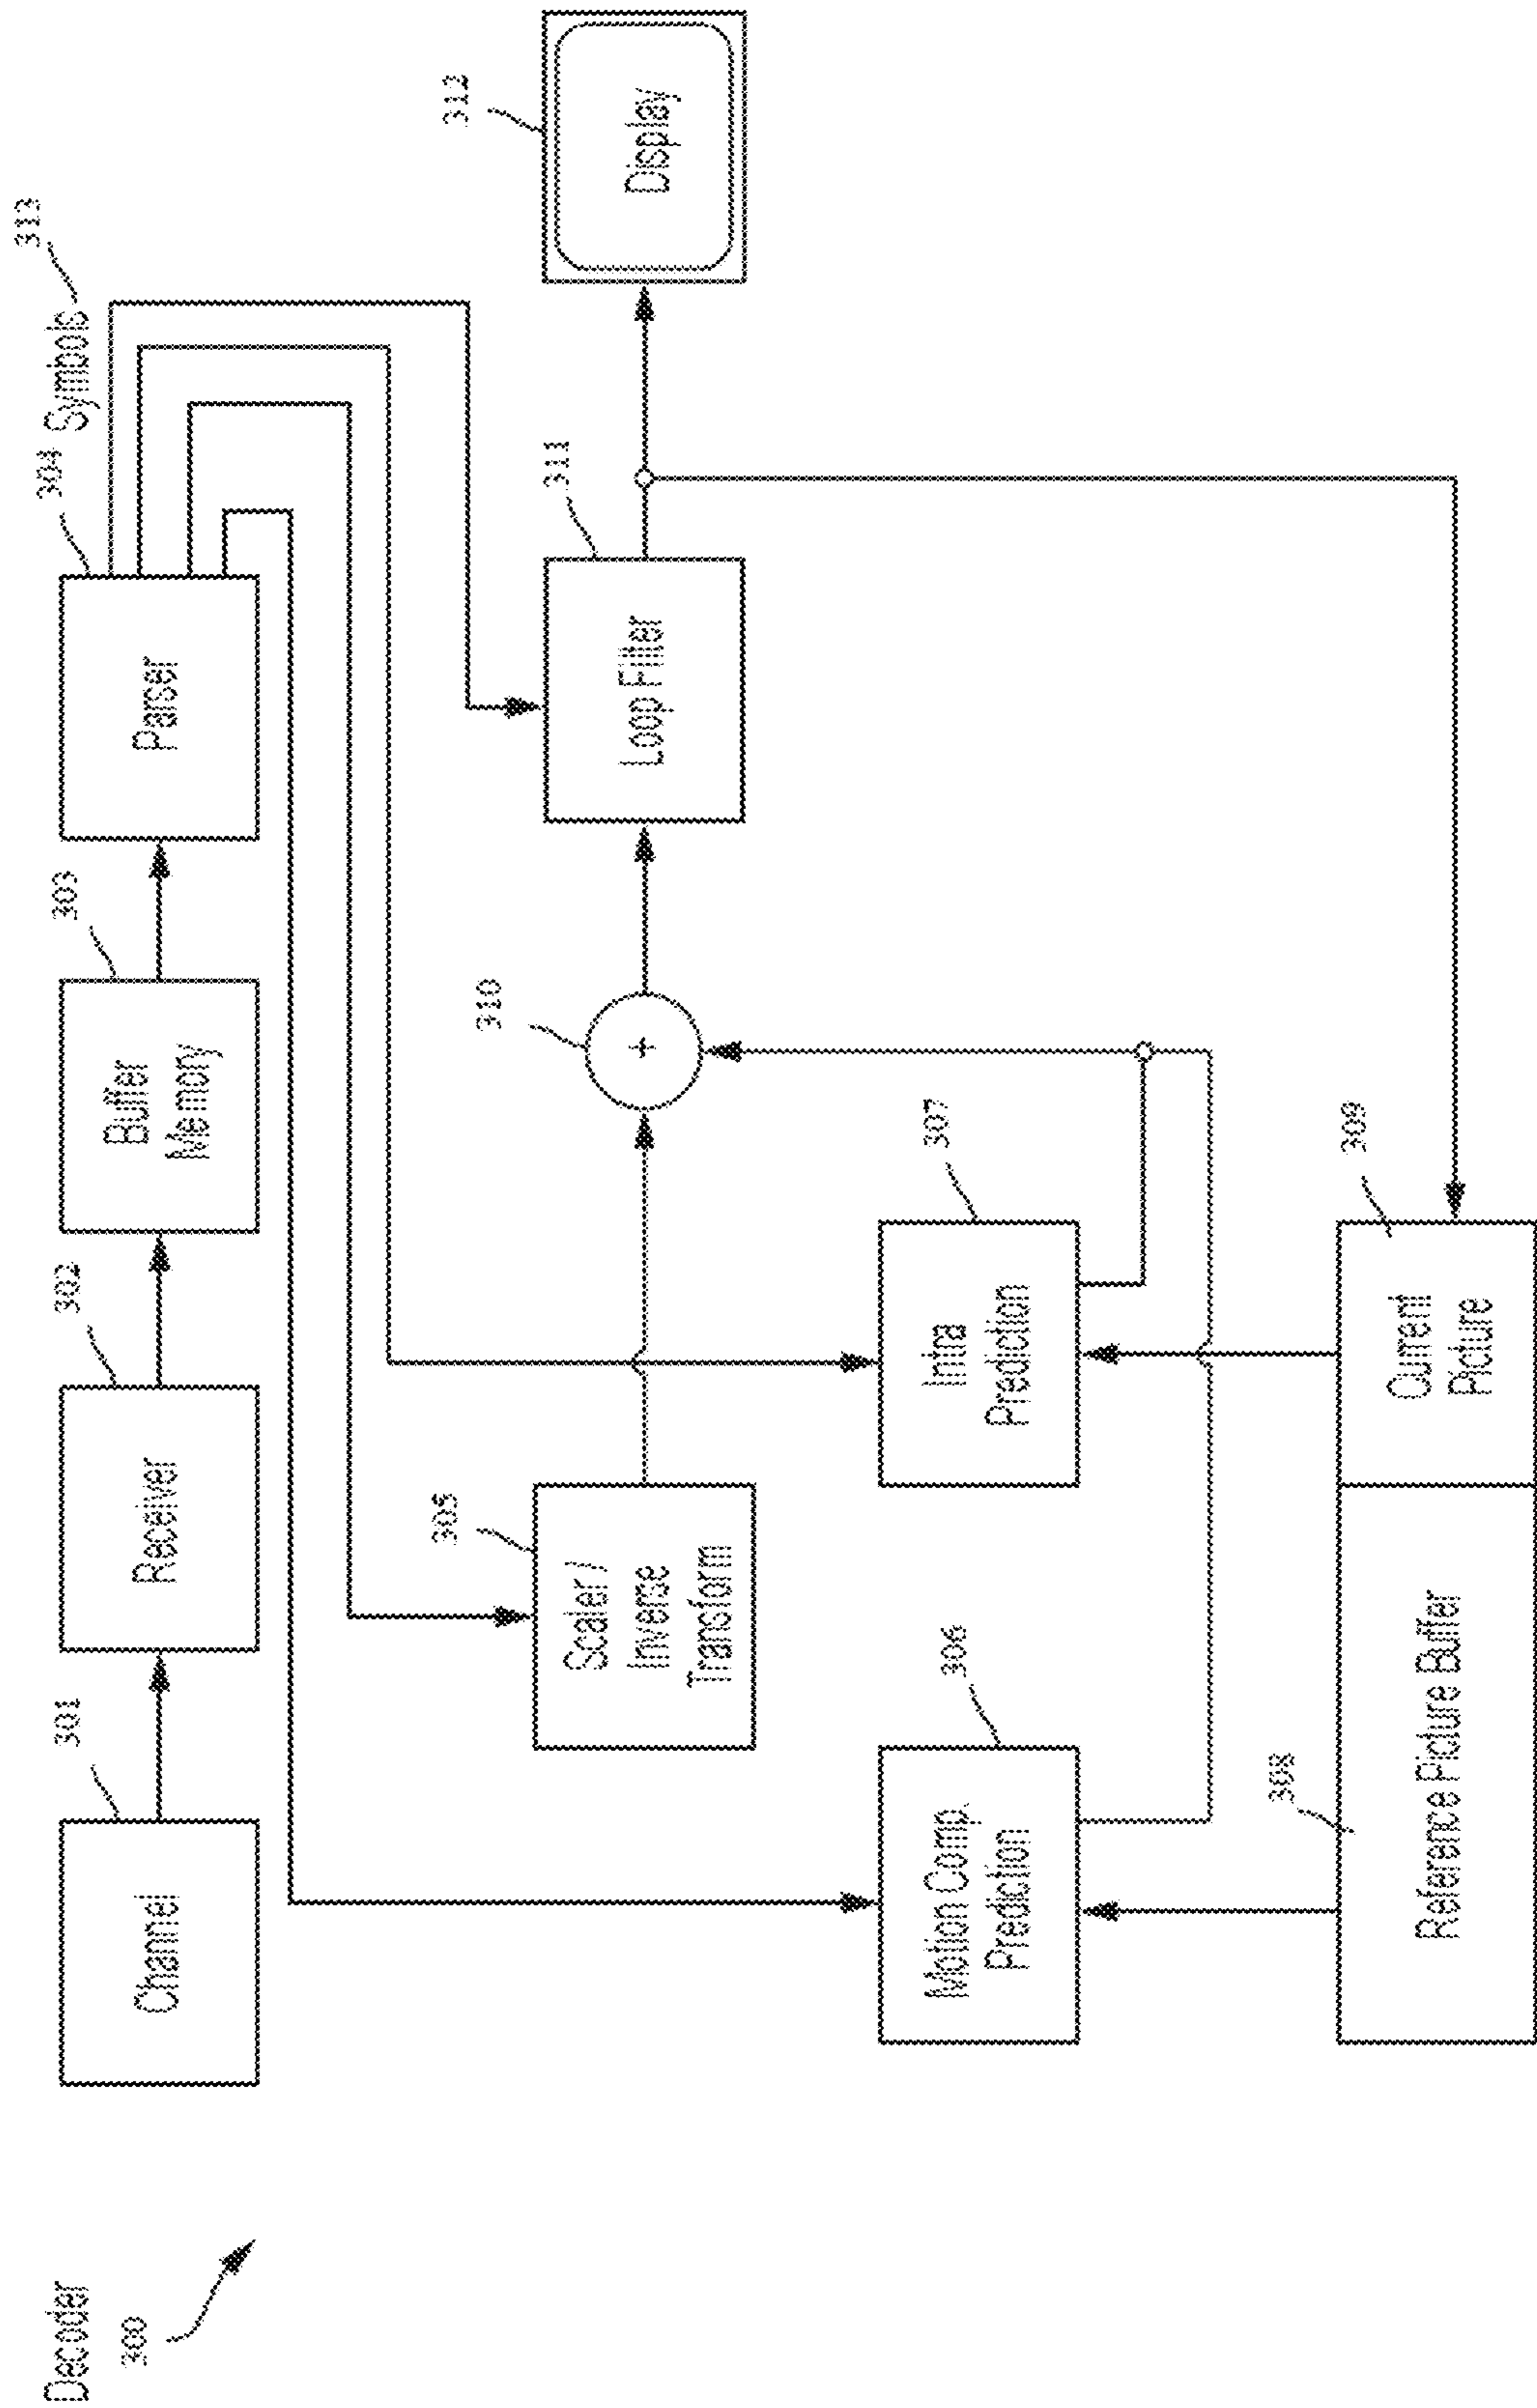 Decoder
300
301
Channel
302
Receiver
303
Buffer
Memory
304
Parser
Symbols
313
305
Scaler /
Inverse
Transform
310
+
311
Loop Filter
312
Display
306
Motion Comp.
Prediction
307
Intra
Prediction
308
Reference Picture Buffer
309
Current
Picture